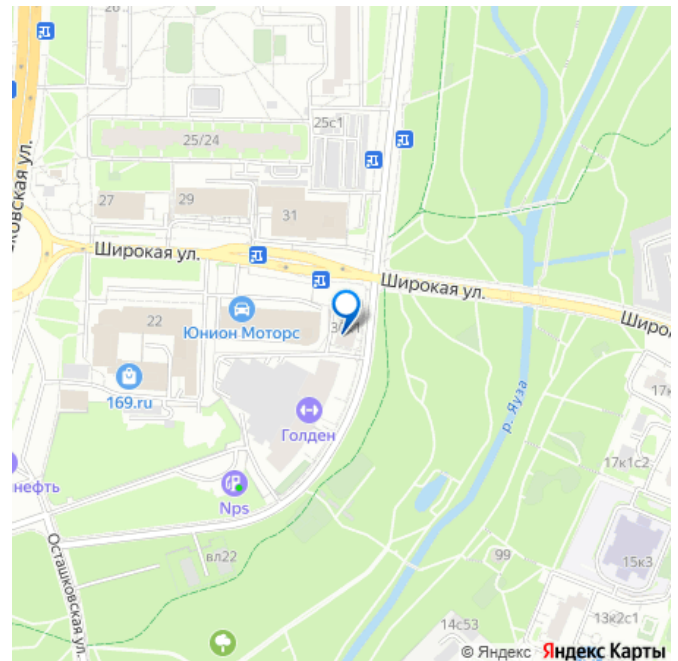 25с1
25/24
27
29
31
Широкая ул.
Широкая ул.
22
Юнион Моторс
169.ru
Голден
р. Яуза
17к1с2
Nps
нефть
вл22
99
15к3
Осташковская ул.
14с53
13к2с1
© Яндекс Яндекс Карты